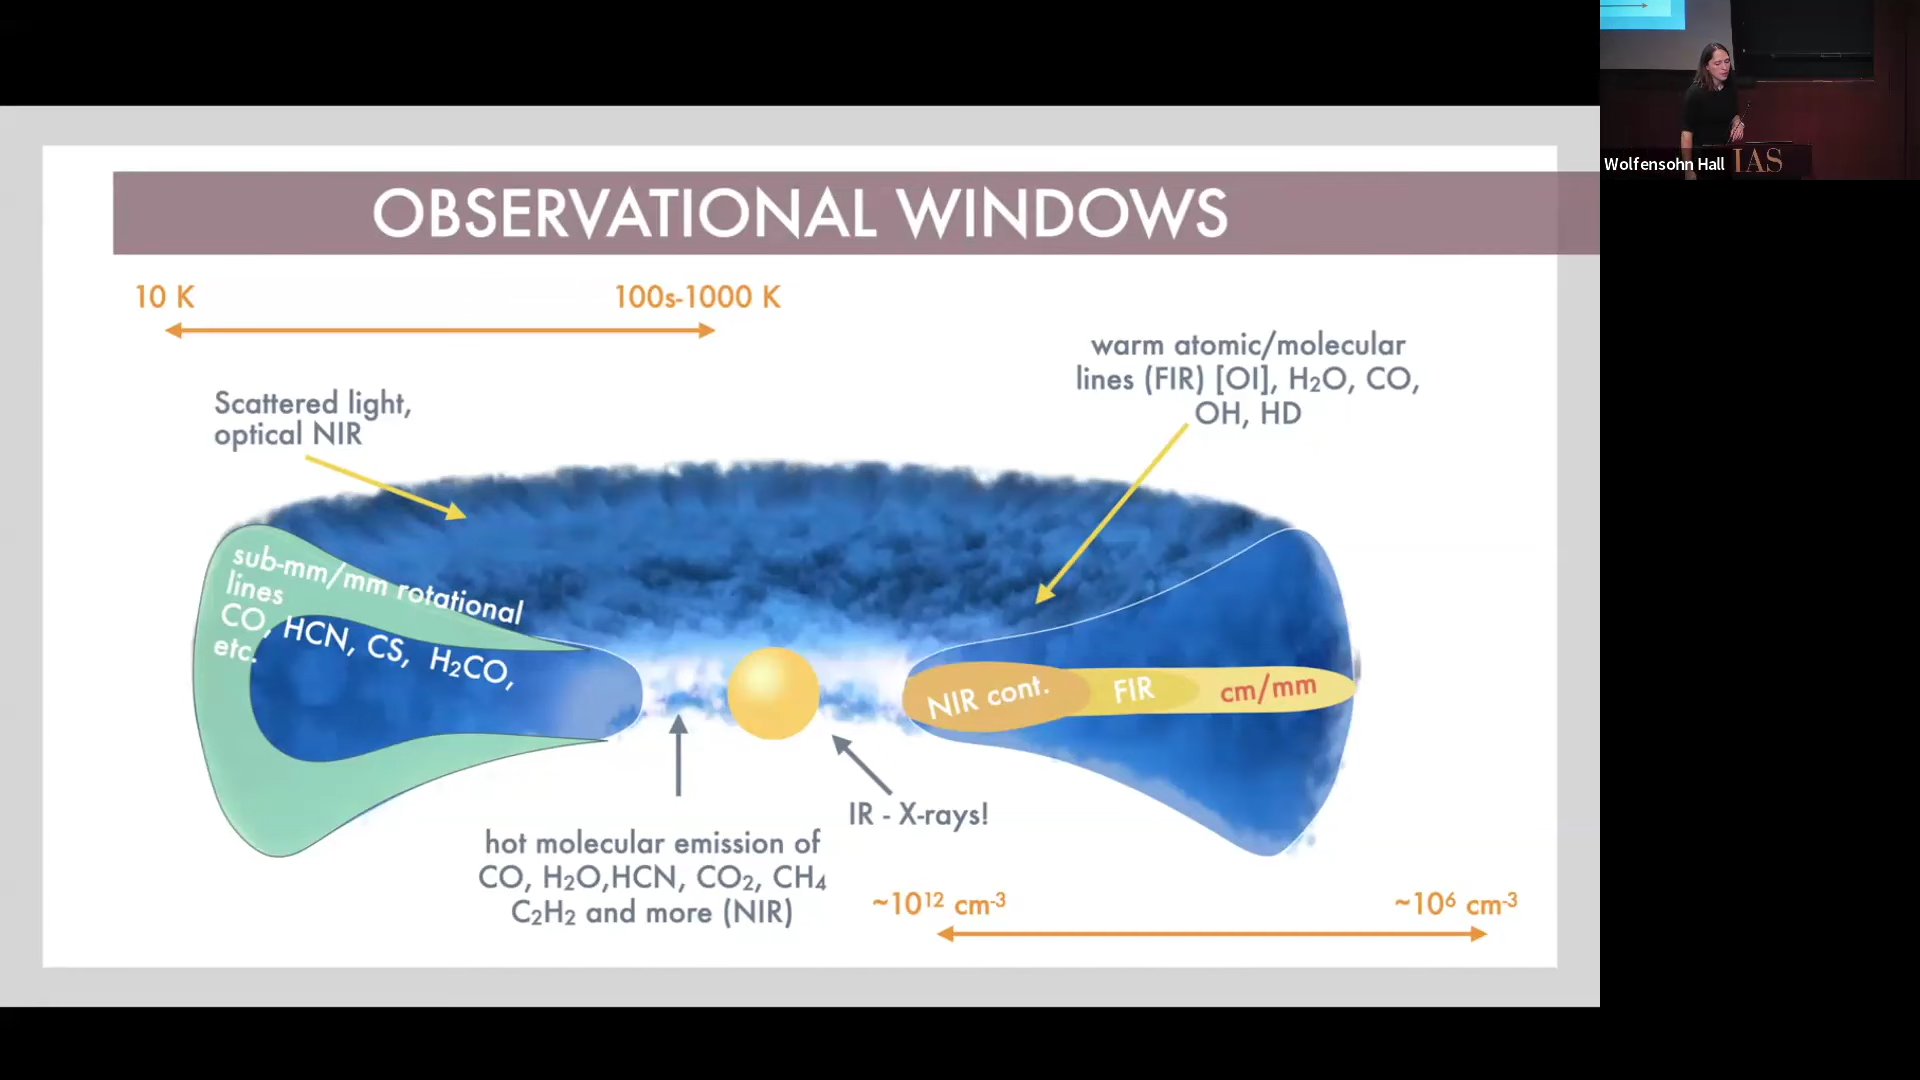 OBSERVATIONAL WINDOWS
Wolfensohn Hall
IAS
10 K
100s-1000 K
Scattered light,
optical NIR
warm atomic/molecular
lines (FIR) [OI], H₂O, CO,
OH, HD
sub-mm/mm rotational
lines
CO, HCN, CS, H₂CO,
etc.
NIR cont.
FIR
cm/mm
IR - X-rays!
hot molecular emission of
CO, H₂O,HCN, CO₂, CH₄
C₂H₂ and more (NIR)
~10¹² cm⁻³
~10⁶ cm⁻³